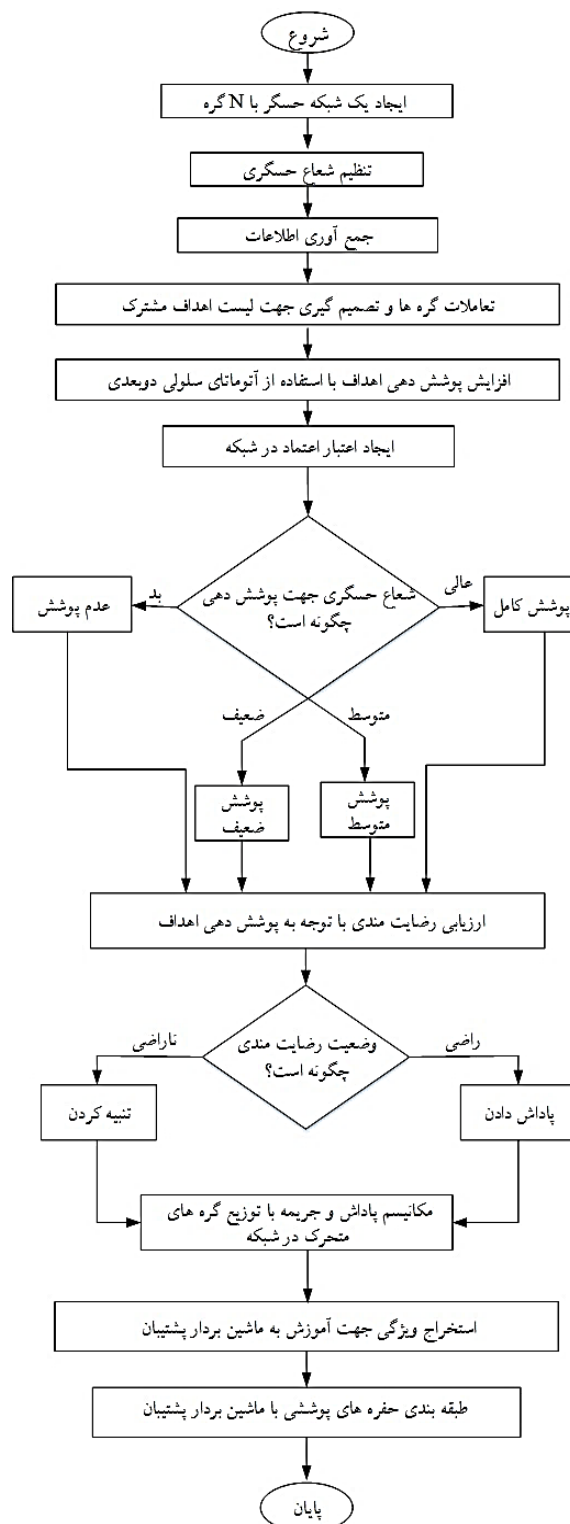 شروع
ایجاد یک شبکه حسگر با N گره
تنظیم شعاع حسگری
جمع آوری اطلاعات
تعاملات گره ها و تصمیم گیری جهت لیست اهداف مشترک
افزایش پوشش دهی اهداف با استفاده از آتوماتای سلولی دوبعدی
ایجاد اعتبار اعتماد در شبکه
شعاع حسگری جهت پوشش دهی
چگونه است؟
عالی
بد
پوشش کامل
عدم پوشش
متوسط
ضعیف
پوشش
متوسط
پوشش
ضعیف
ارزیابی رضایت مندی با توجه به پوشش دهی اهداف
وضعیت رضایت مندی
چگونه است؟
راضی
ناراضی
پاداش دادن
تنبیه کردن
مکانیسم پاداش و جریمه با توزیع گره های
متحرک در شبکه
استخراج ویژگی جهت آموزش به ماشین بردار پشتیبان
طبقه بندی حفره های پوششی با ماشین بردار پشتیبان
پایان